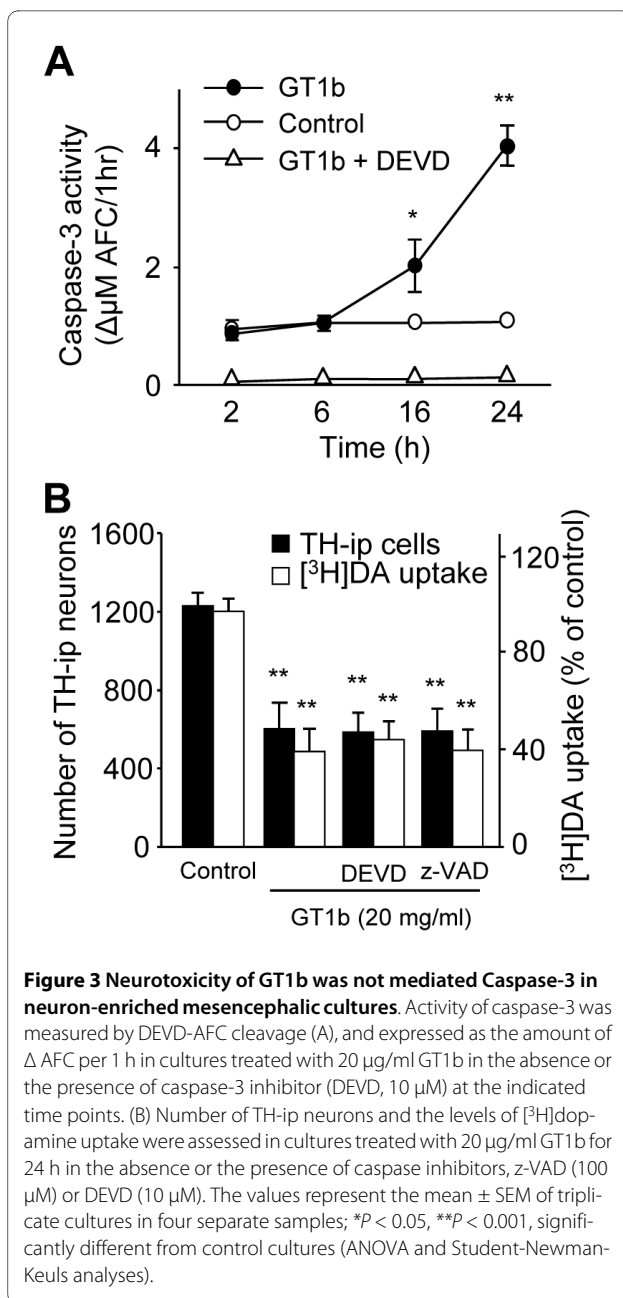 A
GT1b
Control
GT1b + DEVD
Caspase-3 activity
(ΔμM AFC/1hr)
4
2
0
*
**
2 6 16 24
Time (h)
B
1600
1200
800
400
0
Number of TH-ip neurons
TH-ip cells
[³H]DA uptake
120
80
40
0
[³H]DA uptake (% of control)
** ** ** ** ** **
Control DEVD z-VAD
GT1b (20 mg/ml)
Figure 3 Neurotoxicity of GT1b was not mediated Caspase-3 in
neuron-enriched mesencephalic cultures. Activity of caspase-3 was
measured by DEVD-AFC cleavage (A), and expressed as the amount of
Δ AFC per 1 h in cultures treated with 20 μg/ml GT1b in the absence or
the presence of caspase-3 inhibitor (DEVD, 10 μM) at the indicated
time points. (B) Number of TH-ip neurons and the levels of [³H]dop-
amine uptake were assessed in cultures treated with 20 μg/ml GT1b for
24 h in the absence or the presence of caspase inhibitors, z-VAD (100
μM) or DEVD (10 μM). The values represent the mean ± SEM of tripli-
cate cultures in four separate samples; *P < 0.05, **P < 0.001, signifi-
cantly different from control cultures (ANOVA and Student-Newman-
Keuls analyses).